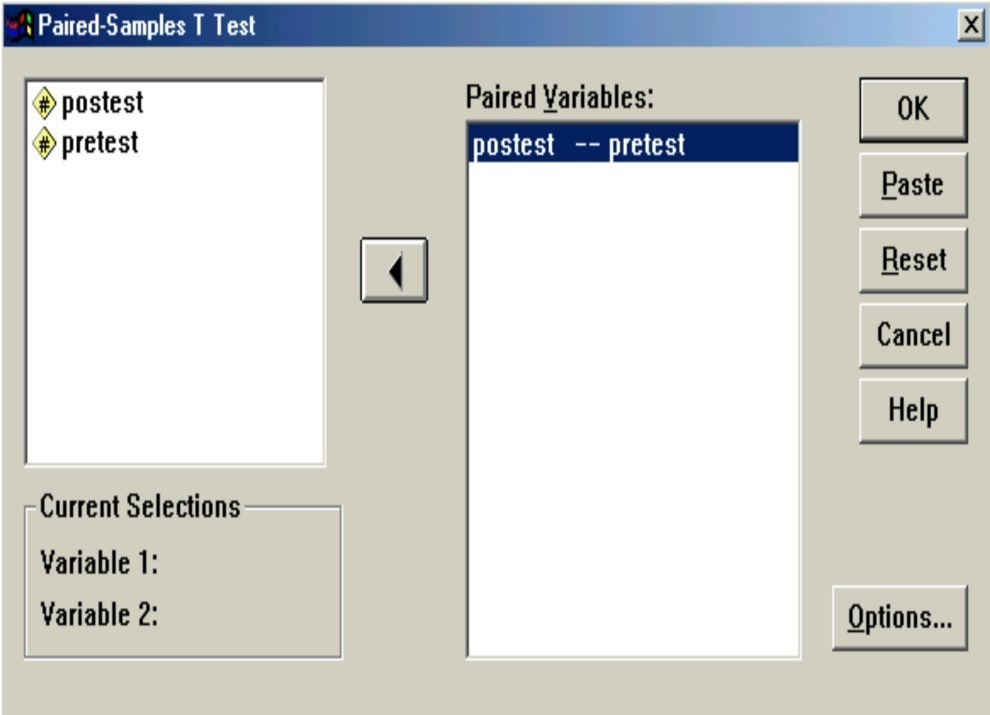 Paired-Samples T Test
postest
pretest
Paired Variables:
postest -- pretest
OK
Paste
Reset
Cancel
Help
Current Selections
Variable 1:
Variable 2:
Options...